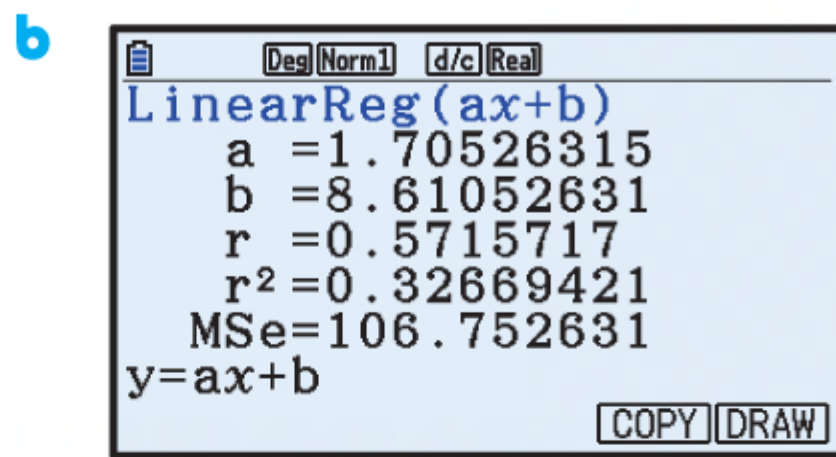 b
Deg Norm1 d/c Real
LinearReg(ax+b)
a =1.70526315
b =8.61052631
r =0.5715717
r²=0.32669421
MSe=106.752631
y=ax+b
COPY DRAW